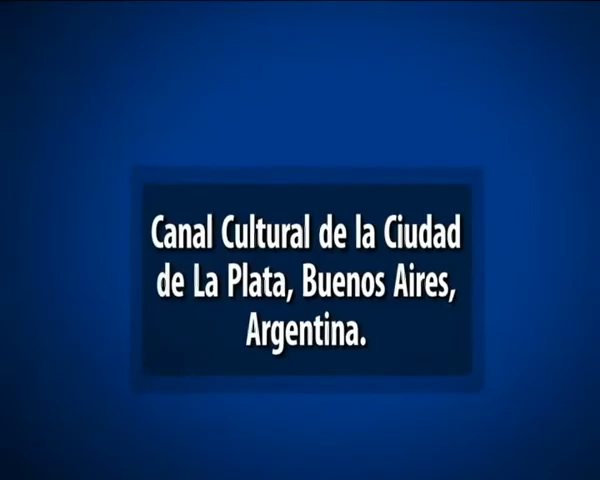 Canal Cultural de la Ciudad
de La Plata, Buenos Aires,
Argentina.